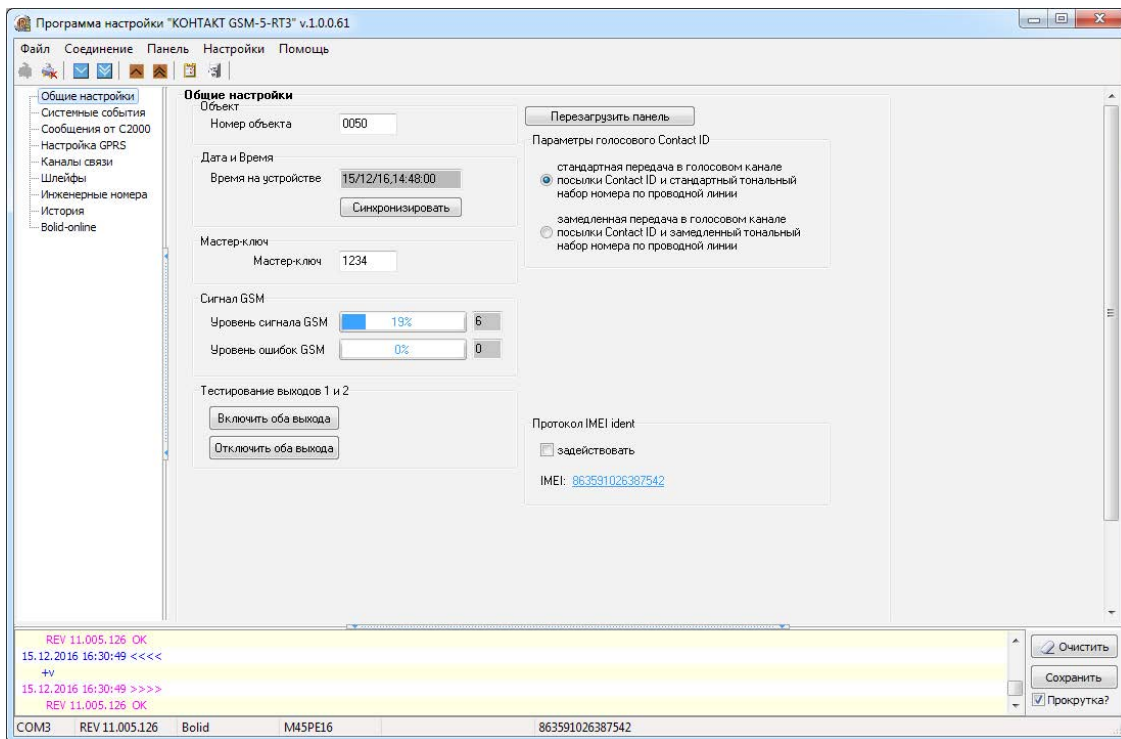 Программа настройки "КОНТАКТ GSM-5-RT3" v.1.0.0.61
Файл Соединение Панель Настройки Помощь
Общие настройки
Системные события
Сообщения от С2000
Настройка GPRS
Каналы связи
Шлейфы
Инженерные номера
История
Bolid-online
Общие настройки
Объект
Номер объекта 0050
Дата и Время
Время на устройстве 15/12/16,14:48:00
Синхронизировать
Мастер-ключ
Мастер-ключ 1234
Сигнал GSM
Уровень сигнала GSM 19% 6
Уровень ошибок GSM 0% 0
Тестирование выходов 1 и 2
Включить оба выхода
Отключить оба выхода
Перезагрузить панель
Параметры голосового Contact ID
стандартная передача в голосовом канале
посылки Contact ID и стандартный тональный
набор номера по проводной линии
замедленная передача в голосовом канале
посылки Contact ID и замедленный тональный
набор номера по проводной линии
Протокол IMEI ident
задействовать
IMEI: 863591026387542
REV 11.005.126 OK
15.12.2016 16:30:49 <<<<
+v
15.12.2016 16:30:49 >>>>
REV 11.005.126 OK
Очистить
Сохранить
Прокрутка?
COM3 REV 11.005.126 Bolid M45PE16 863591026387542